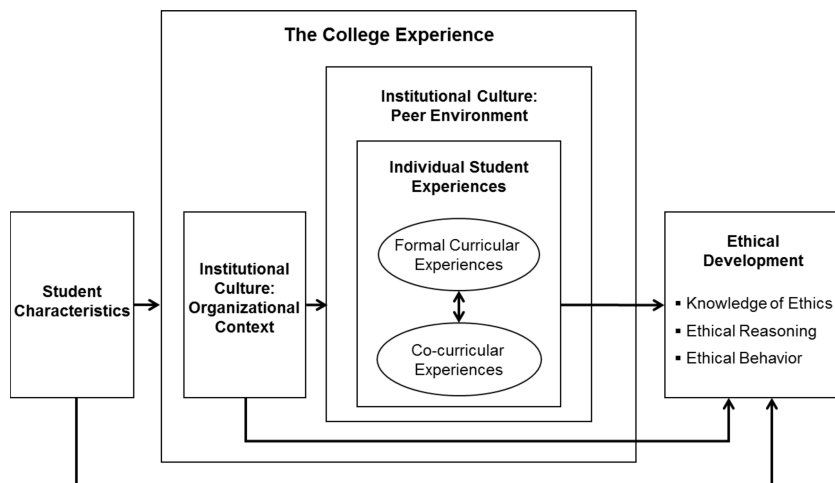 The College Experience
Institutional Culture:
Peer Environment
Individual Student
Experiences
Formal Curricular
Experiences
Co-curricular
Experiences
Student
Characteristics
Institutional
Culture:
Organizational
Context
Ethical
Development
▪ Knowledge of Ethics
▪ Ethical Reasoning
▪ Ethical Behavior